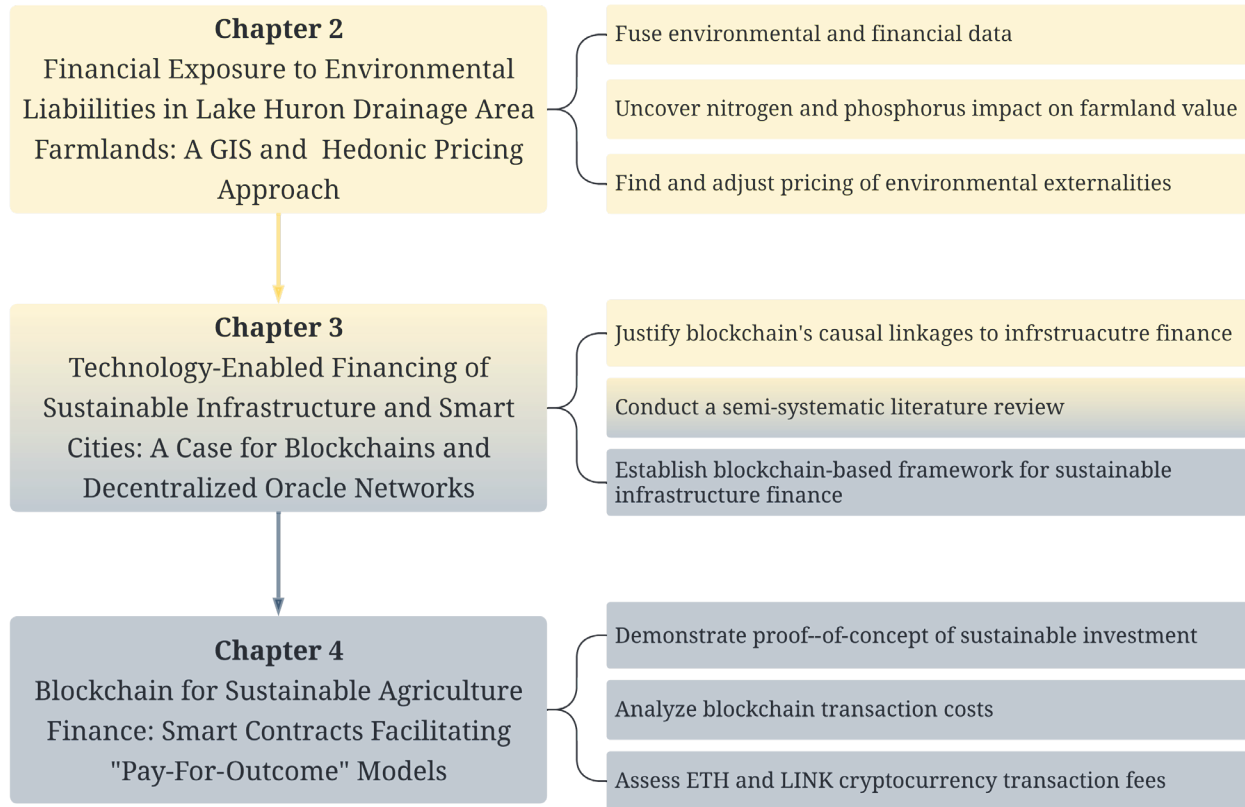 Chapter 2
Financial Exposure to Environmental
Liabiilities in Lake Huron Drainage Area
Farmlands: A GIS and  Hedonic Pricing
Approach
Fuse environmental and financial data
Uncover nitrogen and phosphorus impact on farmland value
Find and adjust pricing of environmental externalities
Chapter 3
Technology-Enabled Financing of
Sustainable Infrastructure and Smart
Cities: A Case for Blockchains and
Decentralized Oracle Networks
Justify blockchain's causal linkages to infrstruacutre finance
Conduct a semi-systematic literature review
Establish blockchain-based framework for sustainable
infrastructure finance
Chapter 4
Blockchain for Sustainable Agriculture
Finance: Smart Contracts Facilitating
"Pay-For-Outcome" Models
Demonstrate proof--of-concept of sustainable investment
Analyze blockchain transaction costs
Assess ETH and LINK cryptocurrency transaction fees